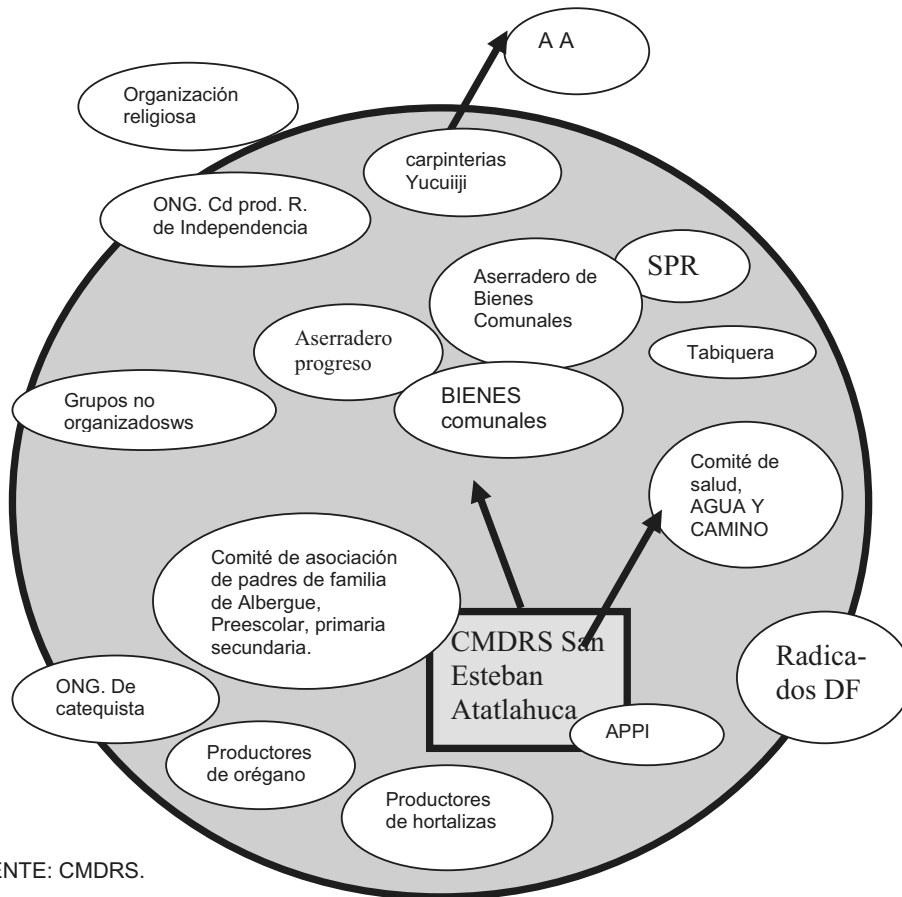 A A
Organización
religiosa
carpinterias
Yucuiiji
ONG. Cd prod. R.
de Independencia
SPR
Aserradero de
Bienes
Comunales
Aserradero
progreso
Tabiquera
BIENES
comunales
Grupos no
organizadosws
Comité de
salud,
AGUA Y
CAMINO
Comité de asociación
de padres de familia
de Albergue,
Preescolar, primaria
secundaria.
CMDRS San
Esteban
Atatlahuca
Radica-
dos DF
ONG. De
catequista
APPI
Productores
de orégano
Productores
de hortalizas
ENTE: CMDRS.